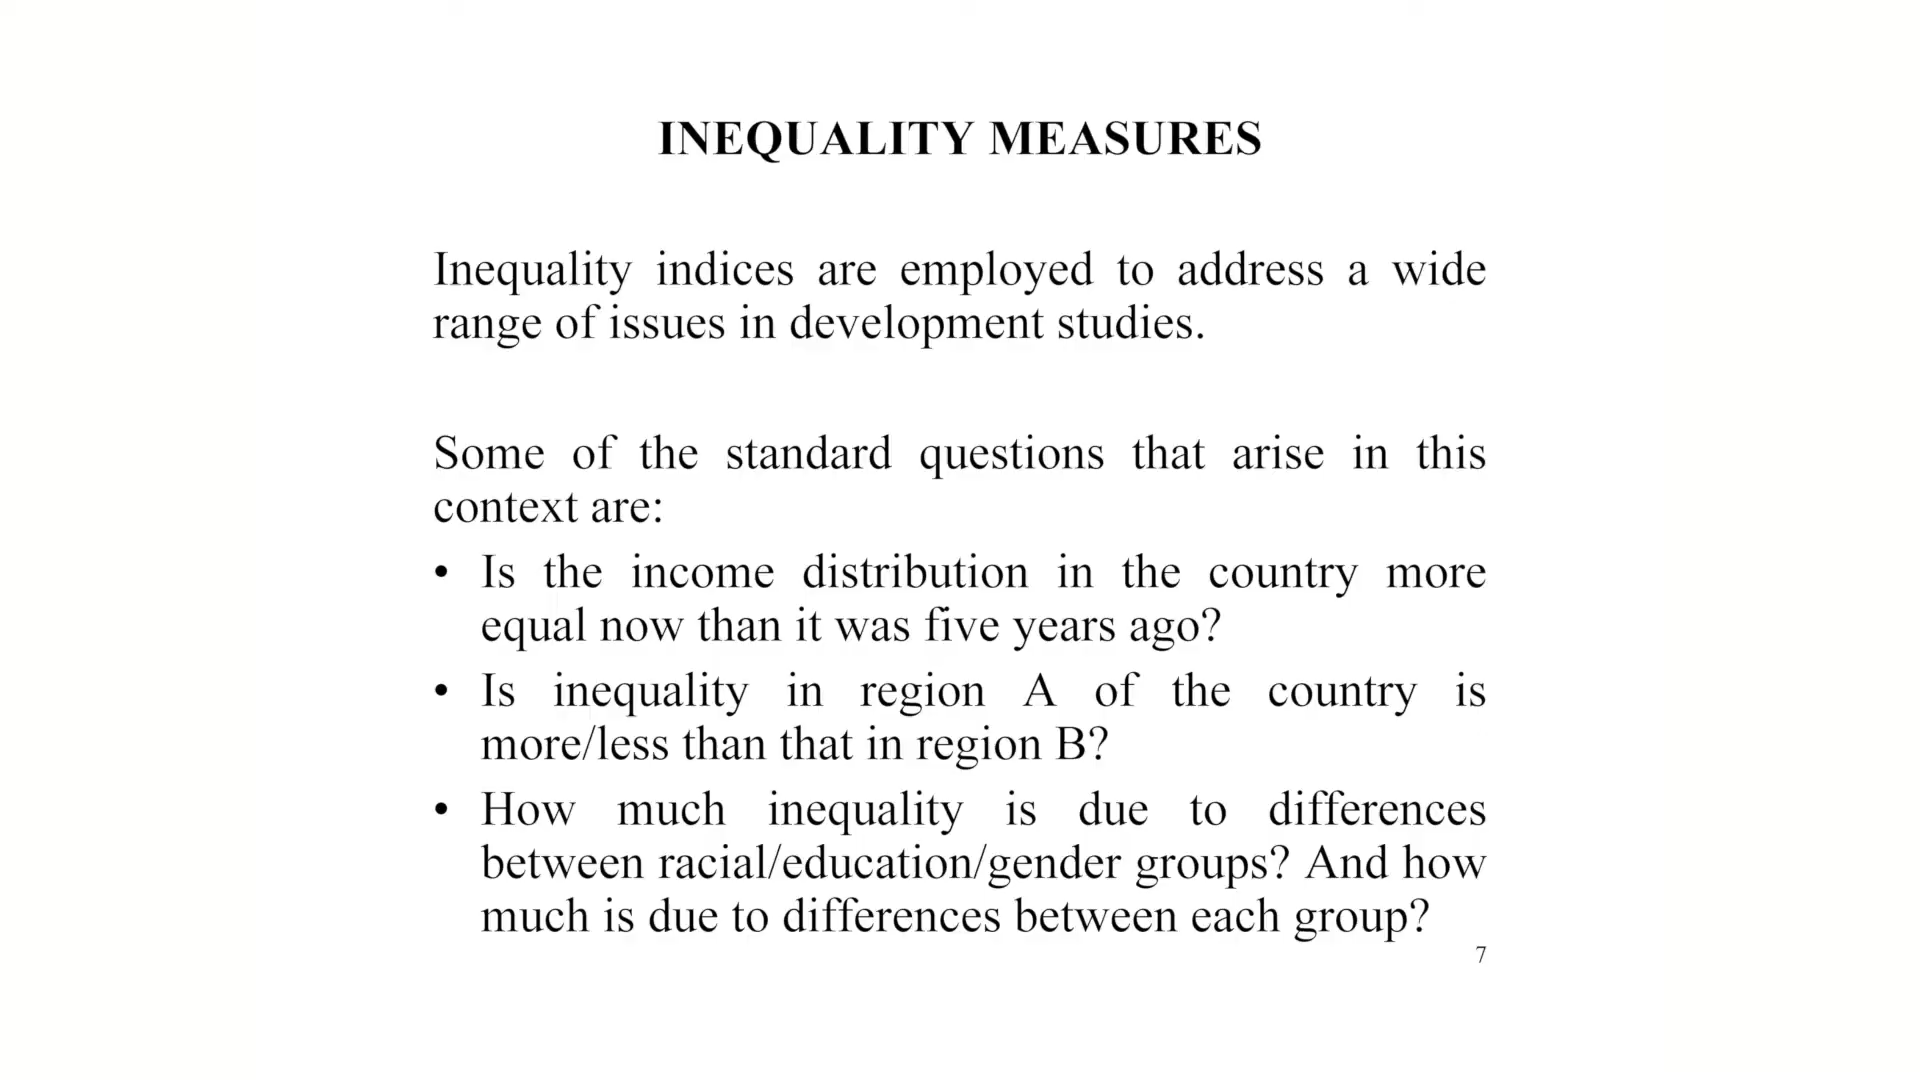 INEQUALITY MEASURES
Inequality indices are employed to address a wide
range of issues in development studies.
Some of the standard questions that arise in this
context are:
• Is the income distribution in the country more
equal now than it was five years ago?
• Is inequality in region A of the country is
more/less than that in region B?
• How much inequality is due to differences
between racial/education/gender groups? And how
much is due to differences between each group?
7